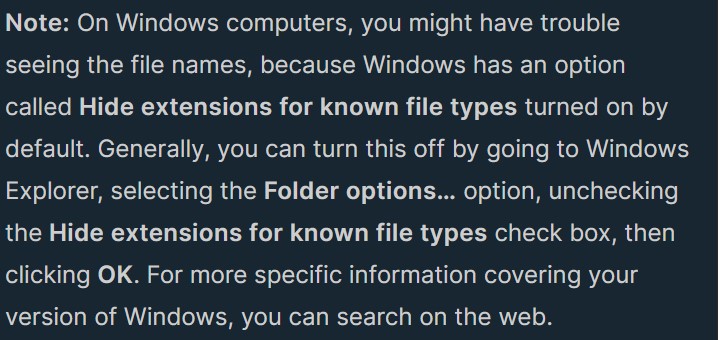 Note: On Windows computers, you might have trouble
seeing the file names, because Windows has an option
called Hide extensions for known file types turned on by
default. Generally, you can turn this off by going to Windows
Explorer, selecting the Folder options... option, unchecking
the Hide extensions for known file types check box, then
clicking OK. For more specific information covering your
version of Windows, you can search on the web.